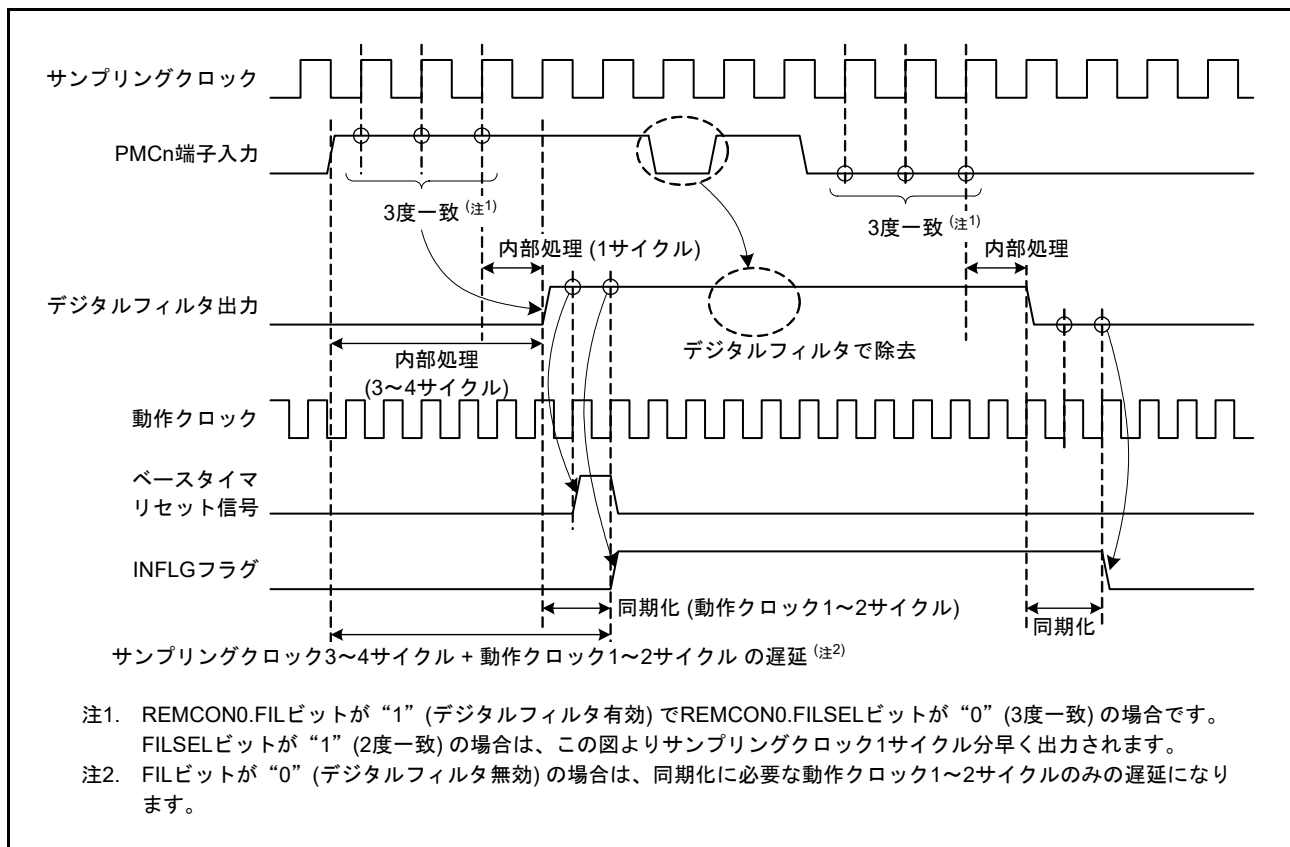 サンプリングクロック
PMCn端子入力
3度一致 (注1)
3度一致 (注1)
内部処理 (1サイクル)
内部処理
デジタルフィルタ出力
デジタルフィルタで除去
内部処理
(3～4サイクル)
動作クロック
ベースタイマ
リセット信号
INFLGフラグ
同期化 (動作クロック1～2サイクル)
同期化
サンプリングクロック3～4サイクル + 動作クロック1～2サイクル の遅延 (注2)
注1. REMCON0.FILビットが“1” (デジタルフィルタ有効) でREMCON0.FILSELビットが“0” (3度一致) の場合です。
FILSELビットが“1” (2度一致) の場合は、この図よりサンプリングクロック1サイクル分早く出力されます。
注2. FILビットが“0” (デジタルフィルタ無効) の場合は、同期化に必要な動作クロック1～2サイクルのみの遅延になり
ます。